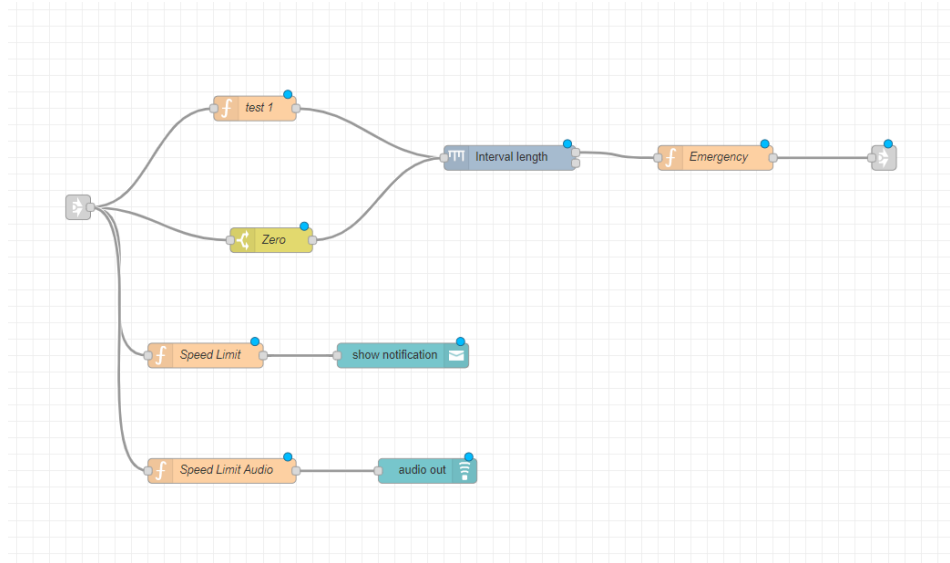 test 1
Interval length
Emergency
Zero
Speed Limit
show notification
Speed Limit Audio
audio out